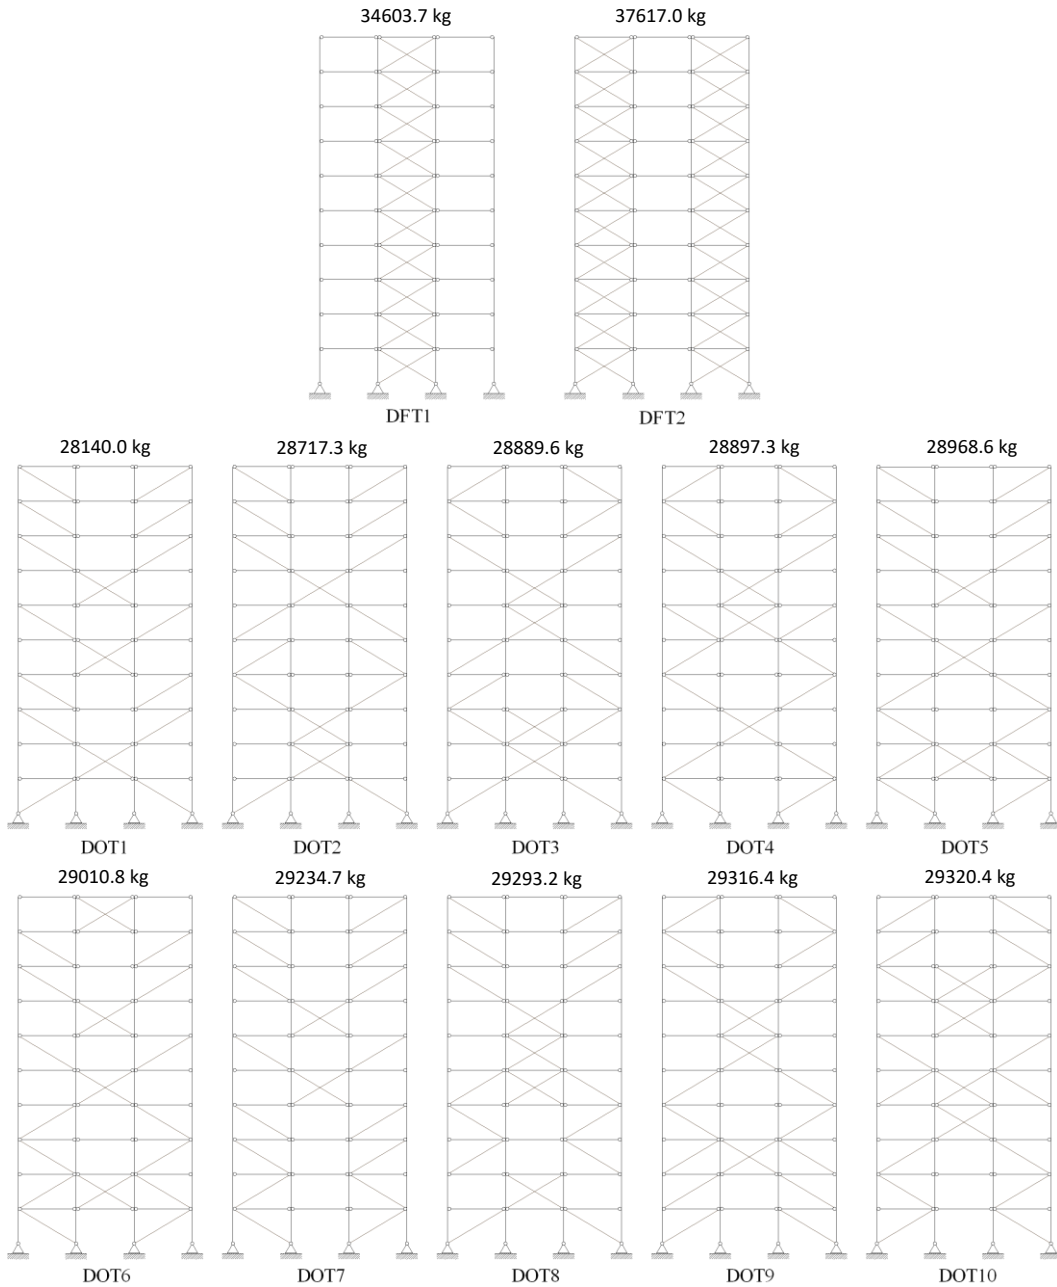 34603.7 kg 37617.0 kg
DFT1 DFT2
28140.0 kg 28717.3 kg 28889.6 kg 28897.3 kg 28968.6 kg
DOT1 DOT2 DOT3 DOT4 DOT5
29010.8 kg 29234.7 kg 29293.2 kg 29316.4 kg 29320.4 kg
DOT6 DOT7 DOT8 DOT9 DOT10